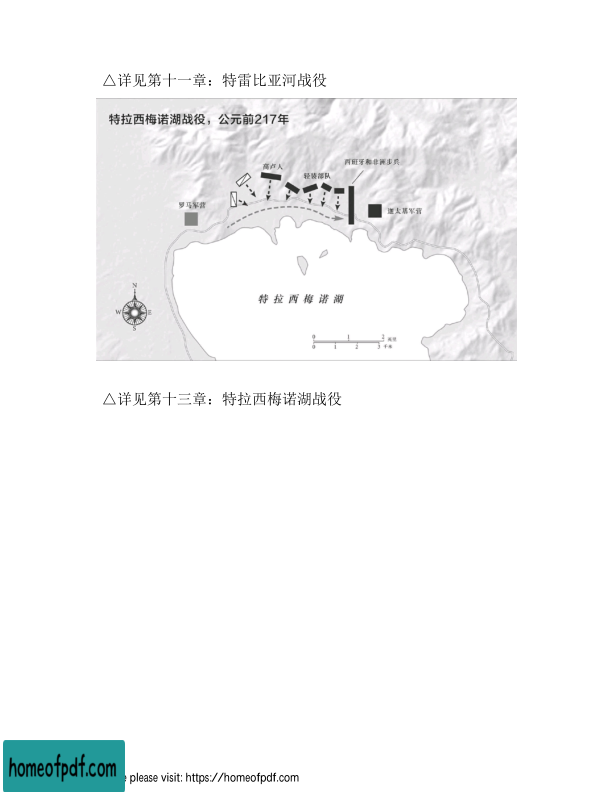 △详见第十一章：特雷比亚河战役
特拉西梅诺湖战役，公元前217年
西班牙和非洲步兵
高卢人
轻装部队
罗马军营
迦太基军营
特拉西梅诺湖
N
W E
S
0 1 2 英里
0 1 2 3 千米
△详见第十三章：特拉西梅诺湖战役
homeofpdf.com
please visit: https://homeofpdf.com